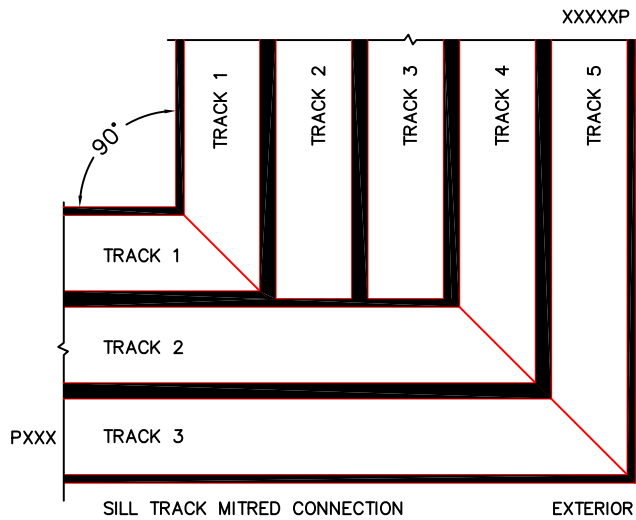 XXXXXP
TRACK 1
TRACK 2
TRACK 3
TRACK 4
TRACK 5
90°
TRACK 1
TRACK 2
PXXX
TRACK 3
SILL TRACK MITRED CONNECTION
EXTERIOR